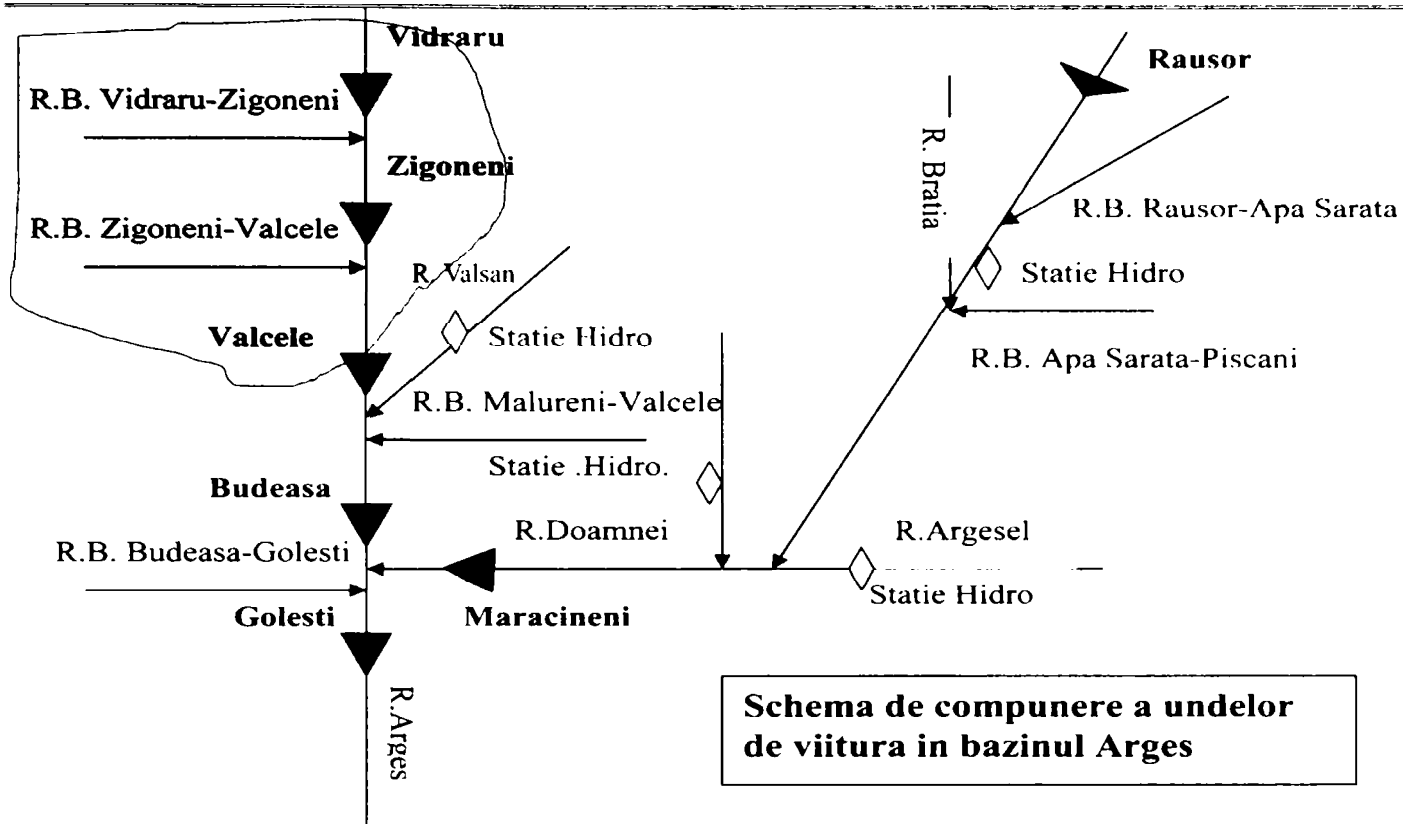 Vidraru
Rausor
R.B. Vidraru-Zigoneni
R. Bratia
Zigoneni
R.B. Rausor-Apa Sarata
R.B. Zigoneni-Valcele
R. Valsan
Statie Hidro
Valcele
Statie Hidro
R.B. Apa Sarata-Piscani
R.B. Malureni-Valcele
Statie .Hidro.
Budeasa
R.Doamnei
R.Argesel
R.B. Budeasa-Golesti
Statie Hidro
Golesti
Maracineni
R.Arges
Schema de compunere a undelor
de viitura in bazinul Arges